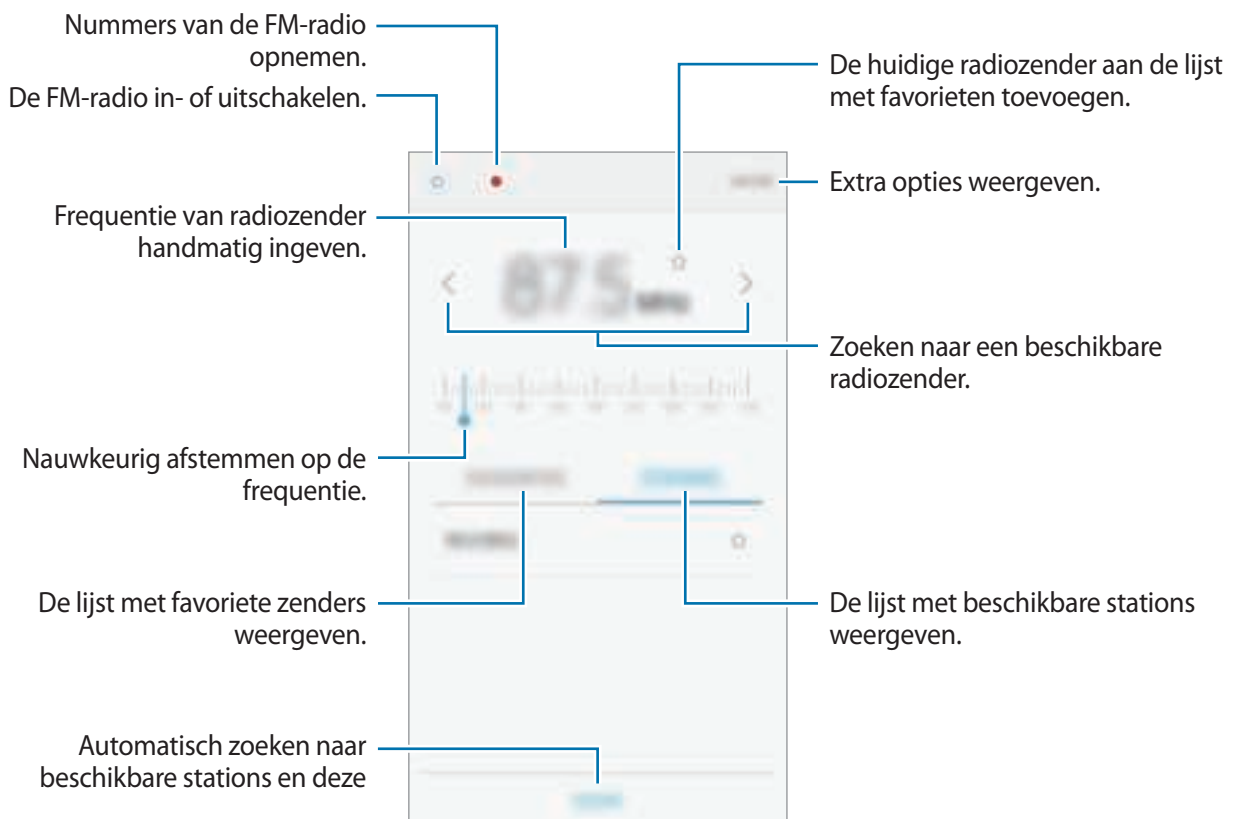 Nummers van de FM-radio
opnemen.
De FM-radio in- of uitschakelen.
De huidige radiozender aan de lijst
met favorieten toevoegen.
Extra opties weergeven.
Frequentie van radiozender
handmatig ingeven.
87.5
Zoeken naar een beschikbare
radiozender.
Nauwkeurig afstemmen op de
frequentie.
De lijst met favoriete zenders
weergeven.
De lijst met beschikbare stations
weergeven.
Automatisch zoeken naar
beschikbare stations en deze